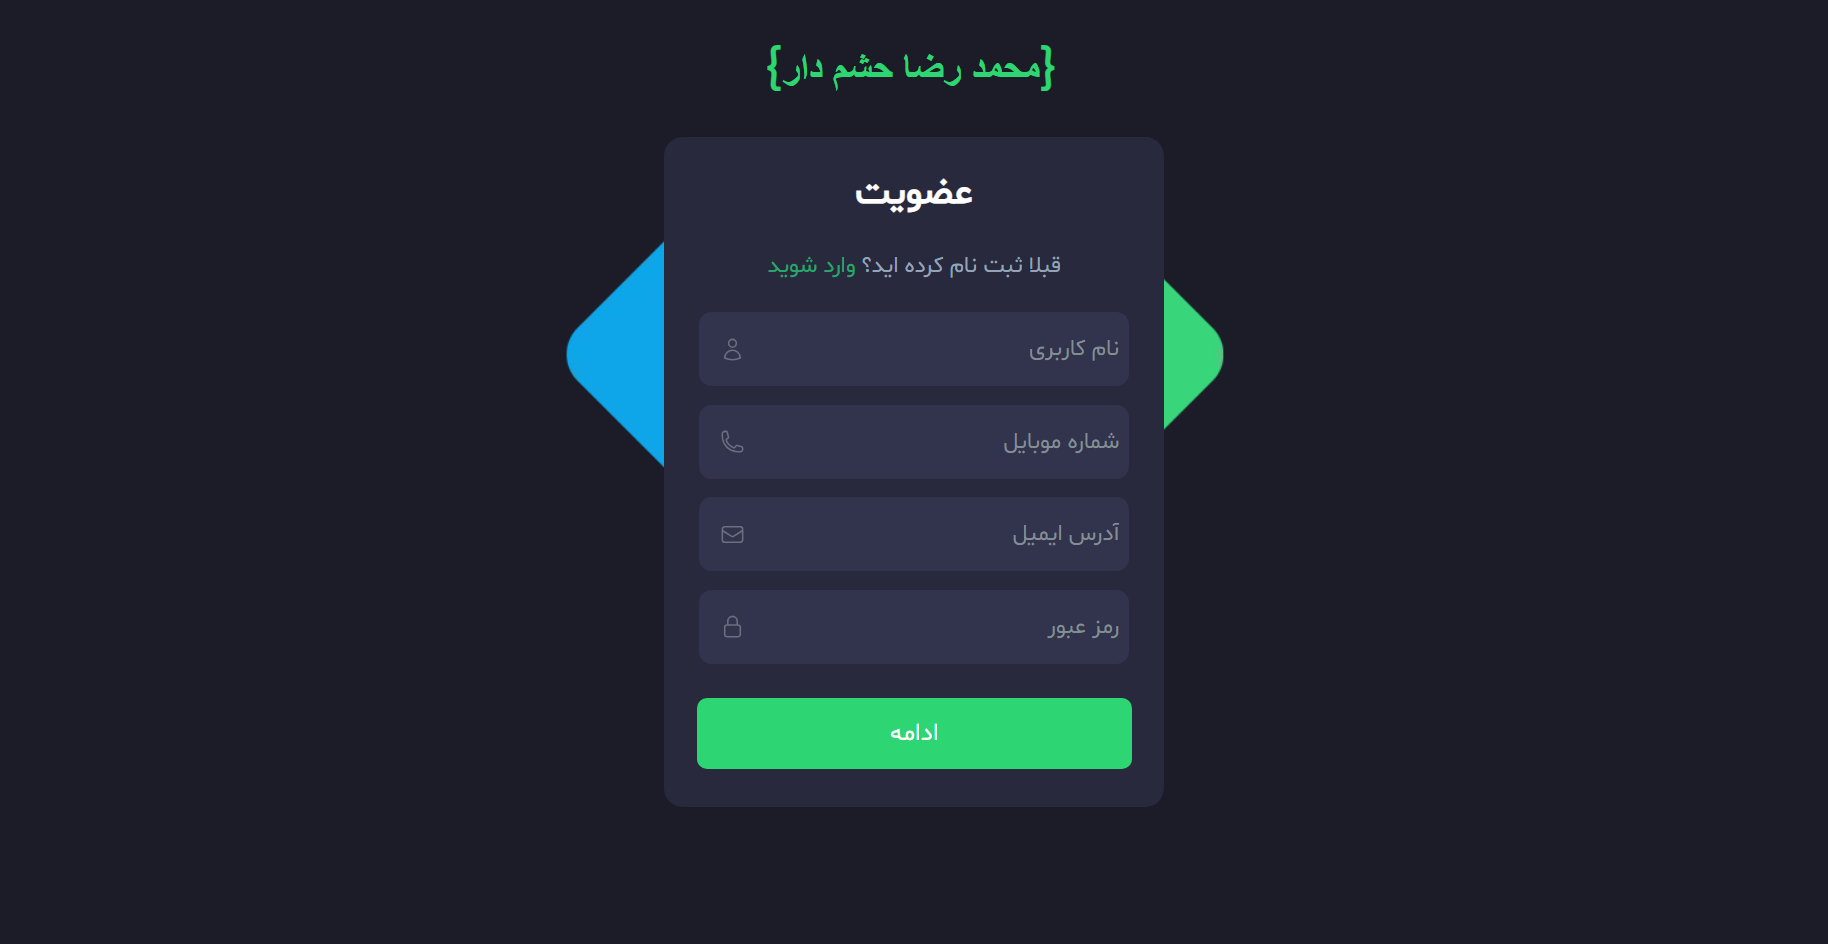 {محمد رضا حشم دار}
عضویت
قبلا ثبت نام کرده اید؟ وارد شوید
نام کاربری
شماره موبایل
آدرس ایمیل
رمز عبور
ادامه